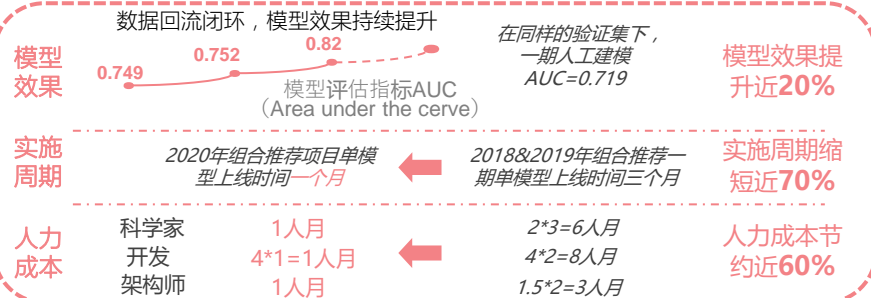 数据回流闭环，模型效果持续提升
模型
效果
0.749
0.752
0.82
模型评估指标AUC
（Area under the cerve）
在同样的验证集下，
一期人工建模
AUC=0.719
模型效果提
升近20%
实施
周期
2020年组合推荐项目单模
型上线时间一个月
2018&2019年组合推荐一
期单模型上线时间三个月
实施周期缩
短近70%
人力
成本
科学家
1人月
2*3=6人月
开发
4*1=1人月
4*2=8人月
架构师
1人月
1.5*2=3人月
人力成本节
约近60%